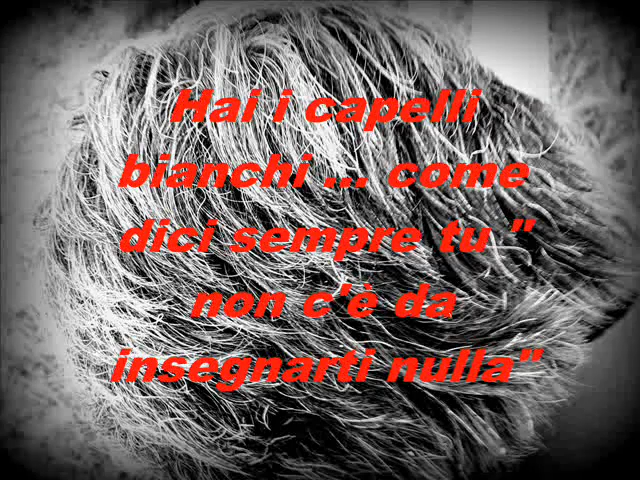 Hai i capelli
bianchi ... come
dici sempre tu "
non c'è da
insegnarti nulla"